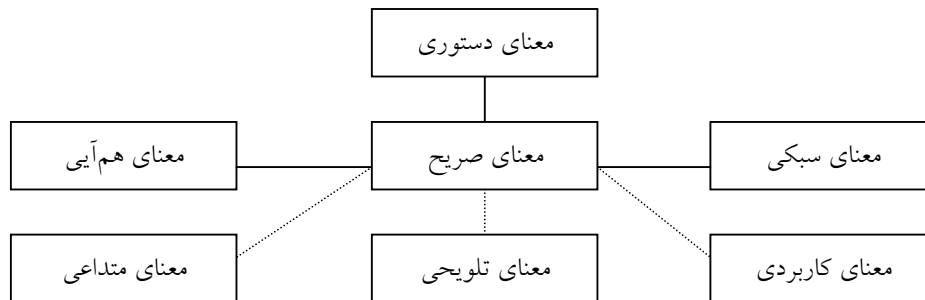 معنای دستوری
معنای سبکی
معنای صریح
معنای هم‌آیی
معنای کاربردی
معنای تلویحی
معنای متداعی